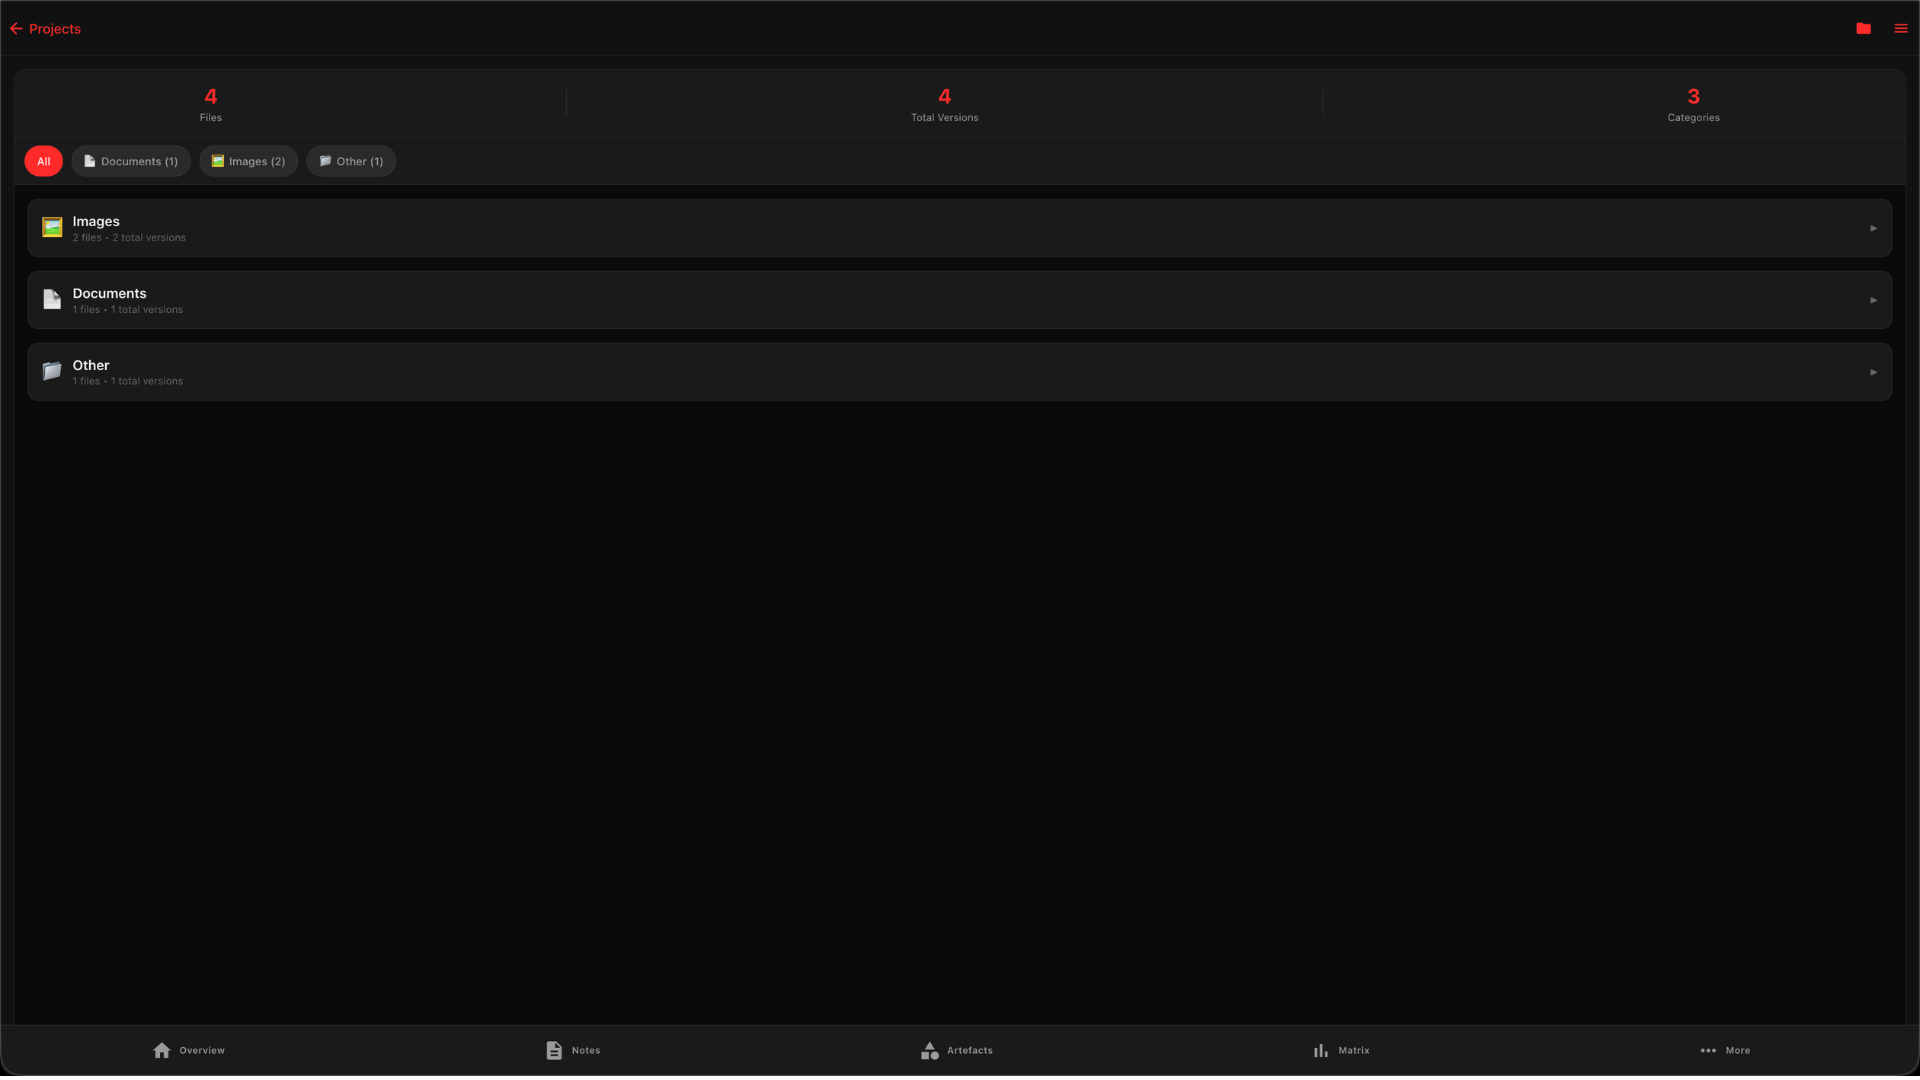 Projects
4
Files
4
Total Versions
3
Categories
All
Documents (1)
Images (2)
Other (1)
Images
2 files • 2 total versions
Documents
1 files • 1 total versions
Other
1 files • 1 total versions
Overview
Notes
Artefacts
Matrix
More